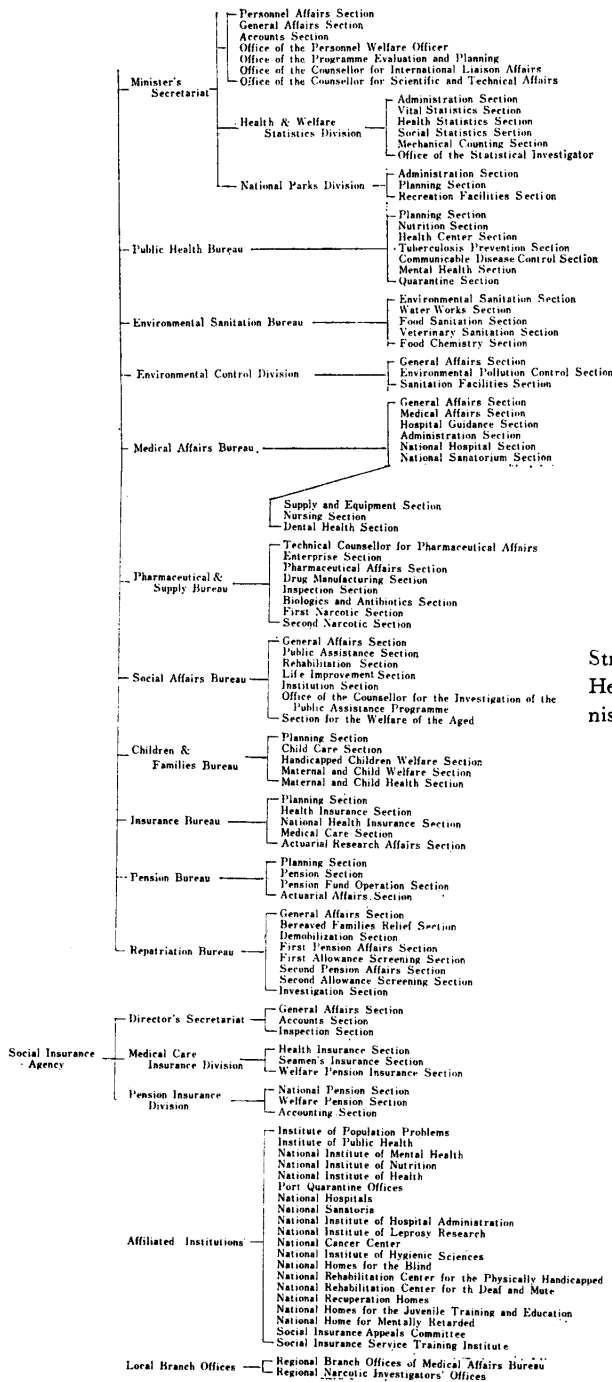 Minister's
Secretariat
Personnel Affairs Section
General Affairs Section
Accounts Section
Office of the Personnel Welfare Officer
Office of the Programme Evaluation and Planning
Office of the Counsellor for International Liaison Affairs
Office of the Counsellor for Scientific and Technical Affairs
Health & Welfare
Statistics Division
Administration Section
Vital Statistics Section
Health Statistics Section
Social Statistics Section
Mechanical Counting Section
Office of the Statistical Investigator
National Parks Division
Administration Section
Planning Section
Recreation Facilities Section
Public Health Bureau
Planning Section
Nutrition Section
Health Center Section
Tuberculosis Prevention Section
Communicable Disease Control Section
Mental Health Section
Quarantine Section
Environmental Sanitation Bureau
Environmental Sanitation Section
Water Works Section
Food Sanitation Section
Veterinary Sanitation Section
Food Chemistry Section
Environmental Control Division
General Affairs Section
Environmental Pollution Control Section
Sanitation Facilities Section
Medical Affairs Bureau
General Affairs Section
Medical Affairs Section
Hospital Guidance Section
Administration Section
National Hospital Section
National Sanatorium Section
Supply and Equipment Section
Nursing Section
Dental Health Section
Pharmaceutical &
Supply Bureau
Technical Counsellor for Pharmaceutical Affairs
Enterprise Section
Pharmaceutical Affairs Section
Drug Manufacturing Section
Inspection Section
Biologics and Antibiotics Section
First Narcotic Section
Second Narcotic Section
Social Affairs Bureau
General Affairs Section
Public Assistance Section
Rehabilitation Section
Life Improvement Section
Institution Section
Office of the Counsellor for the Investigation of the
Public Assistance Programme
Section for the Welfare of the Aged
Children &
Families Bureau
Planning Section
Child Care Section
Handicapped Children Welfare Section
Maternal and Child Welfare Section
Maternal and Child Health Section
Insurance Bureau
Planning Section
Health Insurance Section
National Health Insurance Section
Medical Care Section
Actuarial Research Affairs Section
Pension Bureau
Planning Section
Pension Section
Pension Fund Operation Section
Actuarial Affairs Section
Repatriation Bureau
General Affairs Section
Bereaved Families Relief Section
Demobilization Section
First Pension Affairs Section
First Allowance Screening Section
Second Pension Affairs Section
Second Allowance Screening Section
Investigation Section
Social Insurance
Agency
Director's Secretariat
General Affairs Section
Accounts Section
Inspection Section
Medical Care
Insurance Division
Health Insurance Section
Seamen's Insurance Section
Welfare Pension Insurance Section
Pension Insurance
Division
National Pension Section
Welfare Pension Section
Accounting Section
Affiliated Institutions
Institute of Population Problems
Institute of Public Health
National Institute of Mental Health
National Institute of Nutrition
National Institute of Health
Port Quarantine Offices
National Hospitals
National Sanatoria
National Institute of Hospital Administration
National Institute of Leprosy Research
National Cancer Center
National Institute of Hygienic Sciences
National Homes for the Blind
National Rehabilitation Center for the Physically Handicapped
National Rehabilitation Center for th Deaf and Mute
National Recuperation Homes
National Homes for the Juvenile Training and Education
National Home for Mentally Retarded
Social Insurance Appeals Committee
Social Insurance Service Training Institute
Local Branch Offices
Regional Branch Offices of Medical Affairs Bureau
Regional Narcotic Investigators' Offices
Str
He
nis